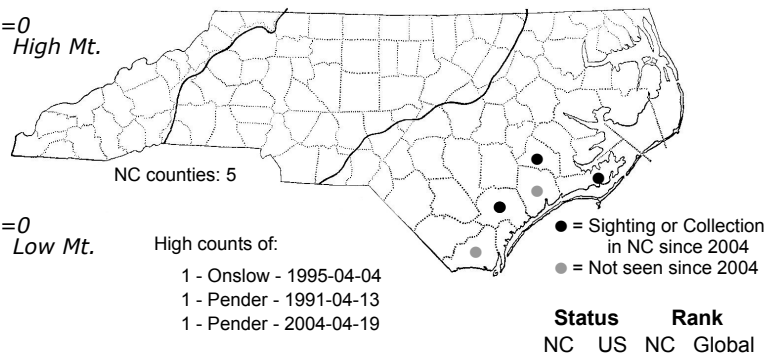 =0
High Mt.
NC counties: 5
=0
Low Mt.
High counts of:
1 - Onslow - 1995-04-04
1 - Pender - 1991-04-13
1 - Pender - 2004-04-19
= Sighting or Collection
in NC since 2004
= Not seen since 2004
Status Rank
NC US NC Global